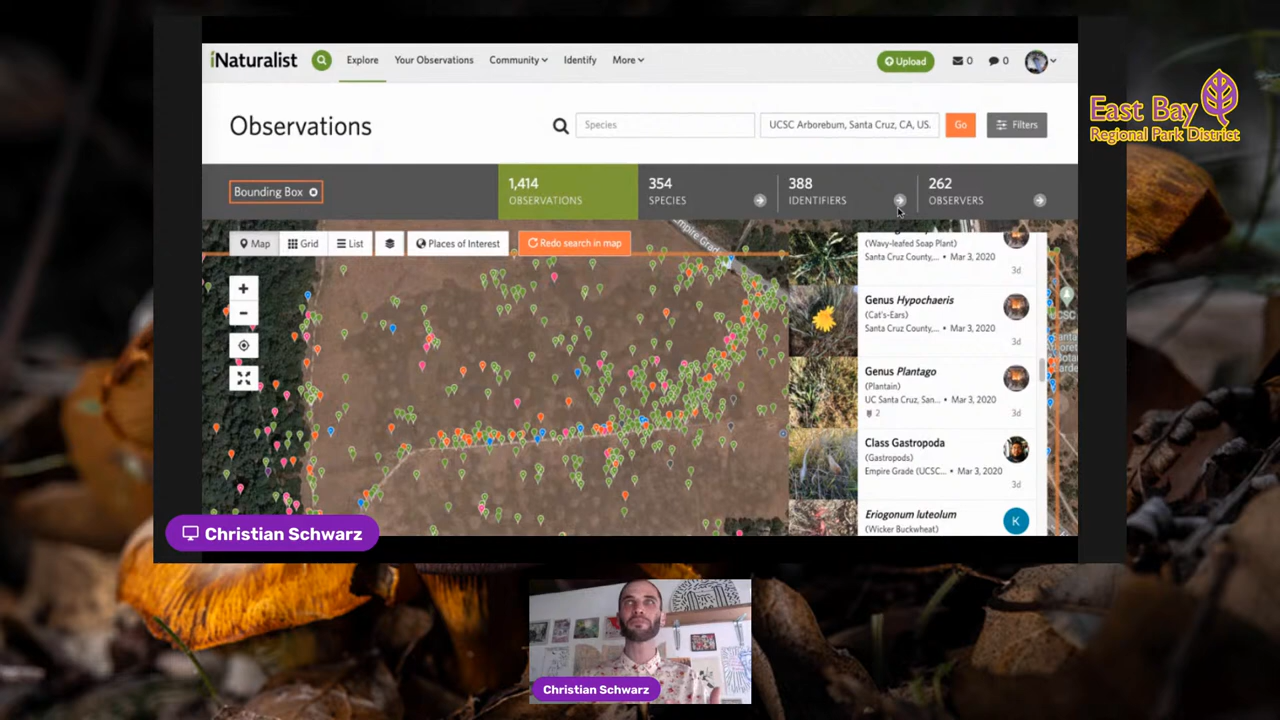 iNaturalist
Explore
Your Observations
Community
Identify
More
Upload
0
0
East Bay
Regional Park District
Observations
Species
UCSC Arborebum, Santa Cruz, CA, US.
Go
Filters
Bounding Box
1,414
OBSERVATIONS
354
SPECIES
388
IDENTIFIERS
262
OBSERVERS
Map
Grid
List
Places of Interest
Redo search in map
Empire Grad
(Wavy-leafed Soap Plant)
Santa Cruz County,... • Mar 3, 2020
3d
Genus Hypochaeris
(Cat's-Ears)
Santa Cruz County,... • Mar 3, 2020
3d
Genus Plantago
(Plantain)
UC Santa Cruz, San... • Mar 3, 2020
2
3d
Class Gastropoda
(Gastropods)
Empire Grade (UCSC... • Mar 3, 2020
3d
Eriogonum luteolum
(Wicker Buckwheat)
K
Christian Schwarz
Christian Schwarz